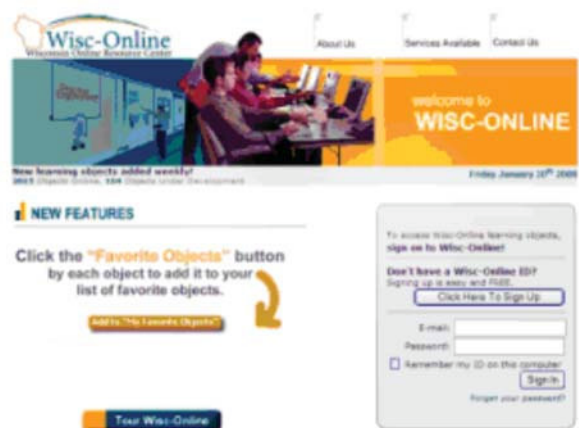 Wisc-Online
Wisconsin Online Resource Center
About Us
Services Available
Contact Us
welcome to
WISC-ONLINE
New learning objects added weekly!
Objects Online, Objects under Development
Friday January
NEW FEATURES
Click the "Favorite Objects" button
by each object to add it to your
list of favorite objects.
Add to "My Favorite Objects"
Tour Wisc-Online
To access Wisc-Online learning objects,
sign on to Wisc-Online!
Don't have a Wisc-Online ID?
Signing up is easy and FREE.
Click Here To Sign Up
E-mail:
Password:
Remember my ID on this computer
Sign In
Forget your password?